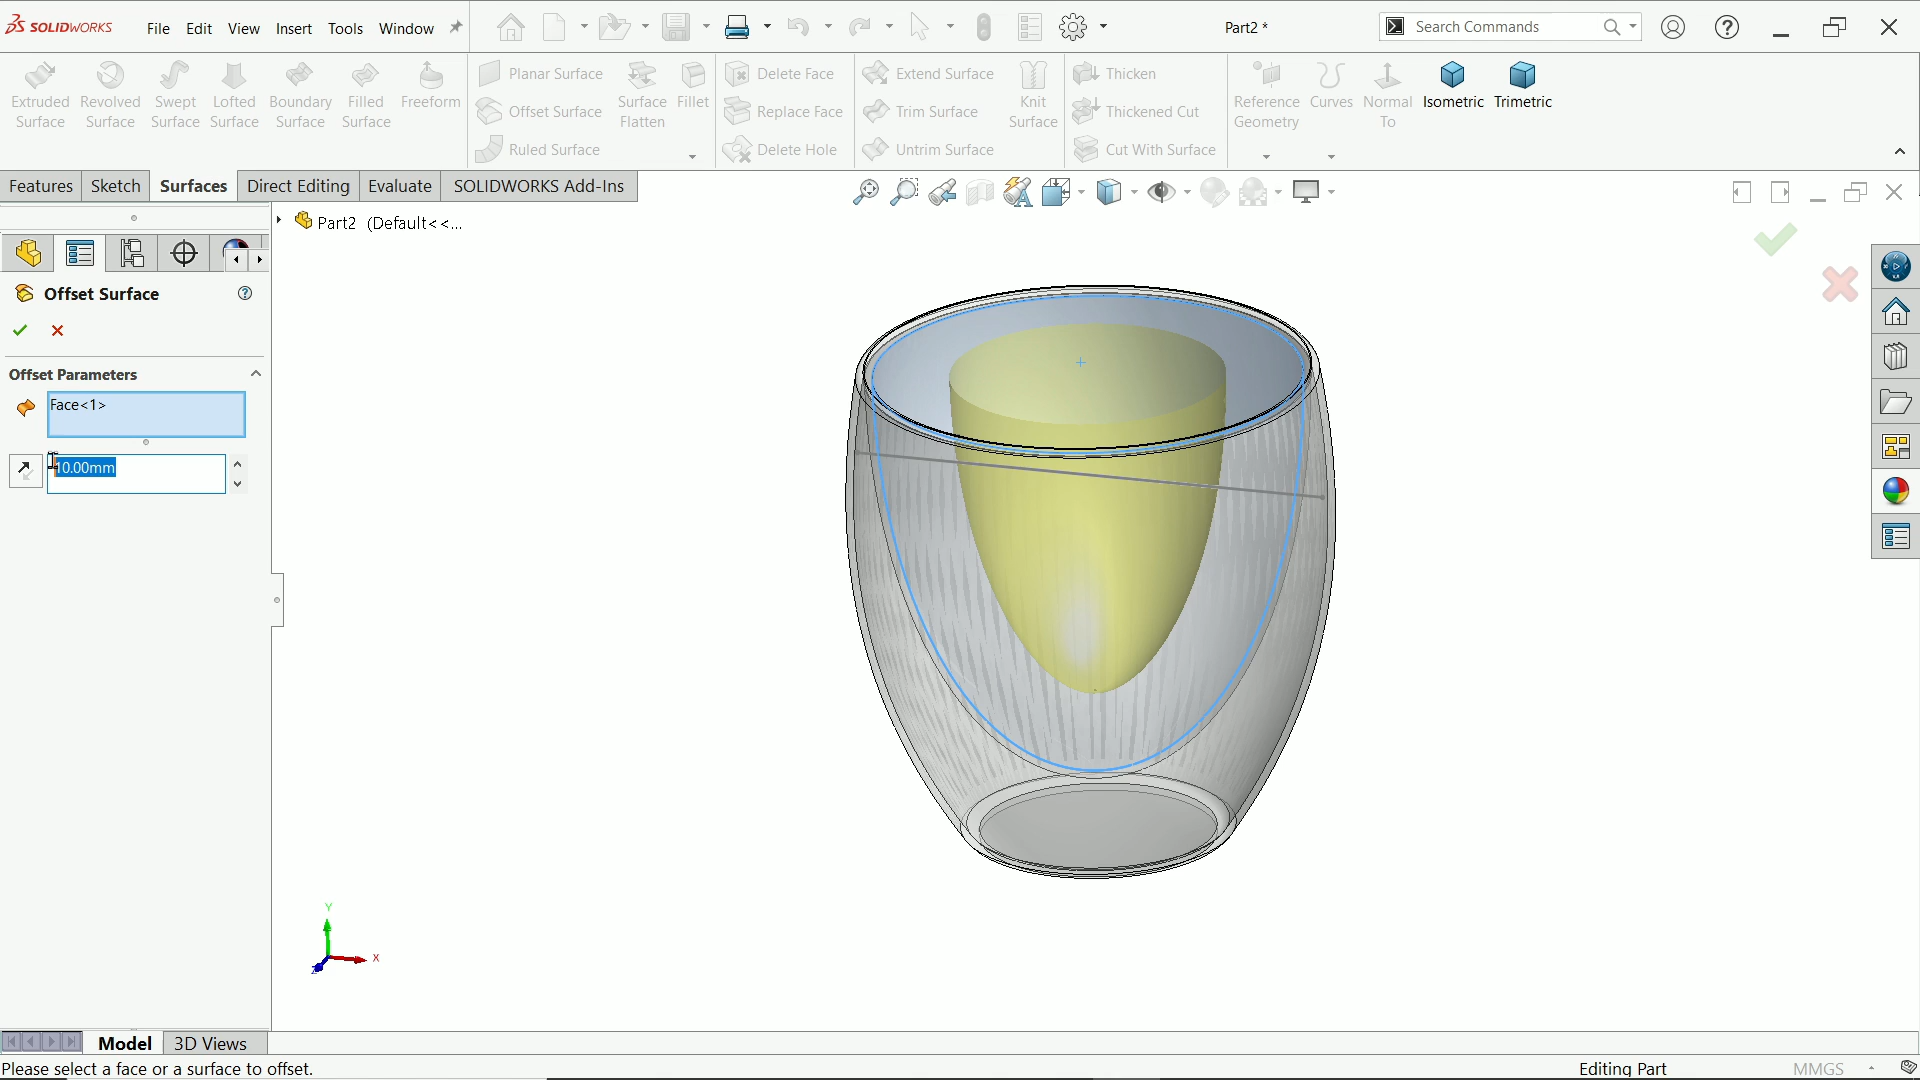 SOLIDWORKS
File Edit View Insert Tools Window
Part2 *
Search Commands
Extruded Surface
Revolved Surface
Swept Surface
Lofted Surface
Boundary Surface
Filled Surface
Freeform
Planar Surface
Offset Surface
Ruled Surface
Surface Flatten
Fillet
Delete Face
Replace Face
Delete Hole
Extend Surface
Trim Surface
Untrim Surface
Knit Surface
Thicken
Thickened Cut
Cut With Surface
Reference Geometry
Curves
Normal To
Isometric
Trimetric
Features Sketch Surfaces Direct Editing Evaluate SOLIDWORKS Add-Ins
Part2 (Default<<...
Offset Surface
Offset Parameters
Face<1>
10.00mm
Y
X
Model 3D Views
Please select a face or a surface to offset.
Editing Part
MMGS